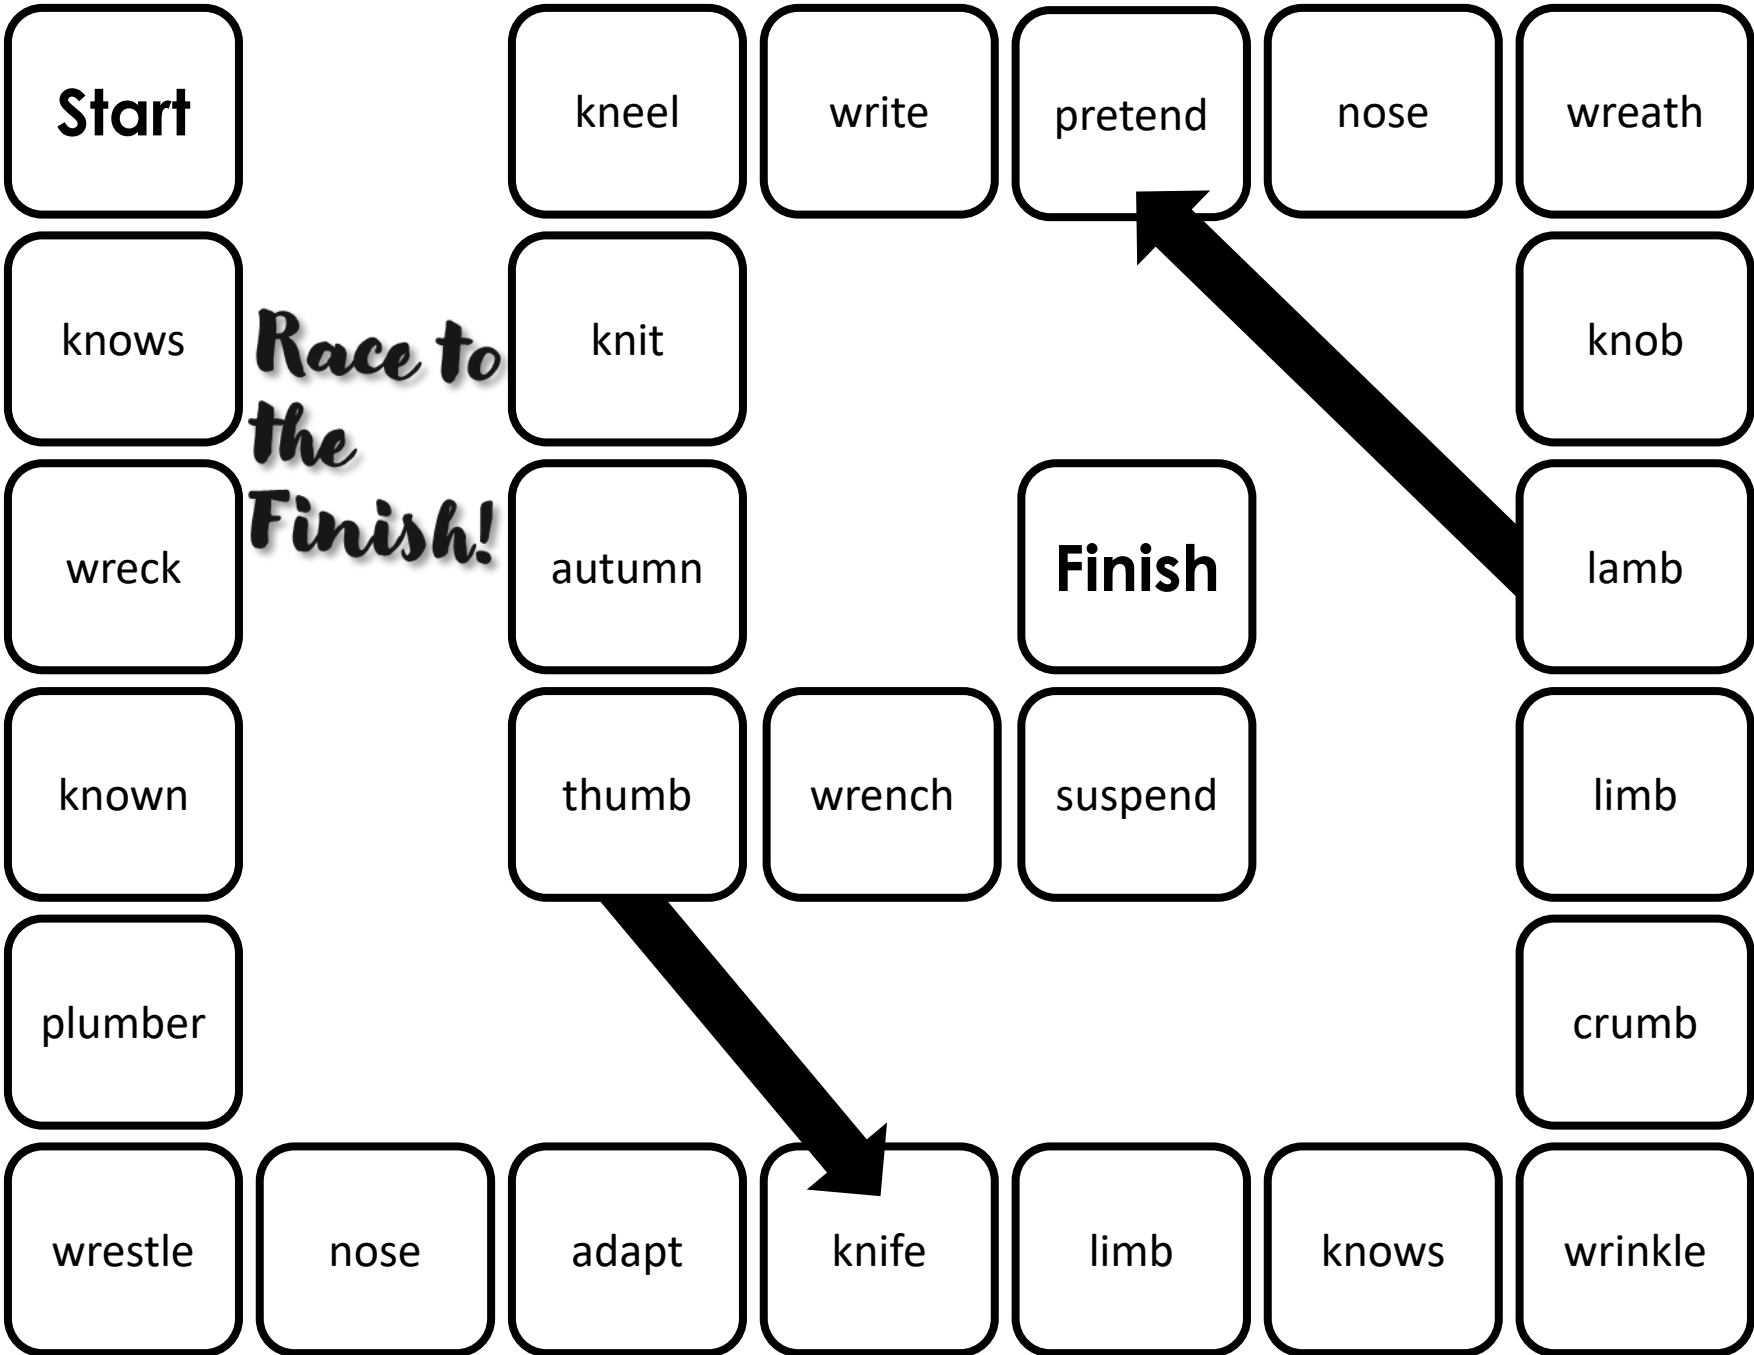 Start
kneel
write
pretend
nose
wreath
knows
Race to
the
Finish!
knit
knob
wreck
autumn
Finish
lamb
known
thumb
wrench
suspend
limb
plumber
crumb
wrestle
nose
adapt
knife
limb
knows
wrinkle